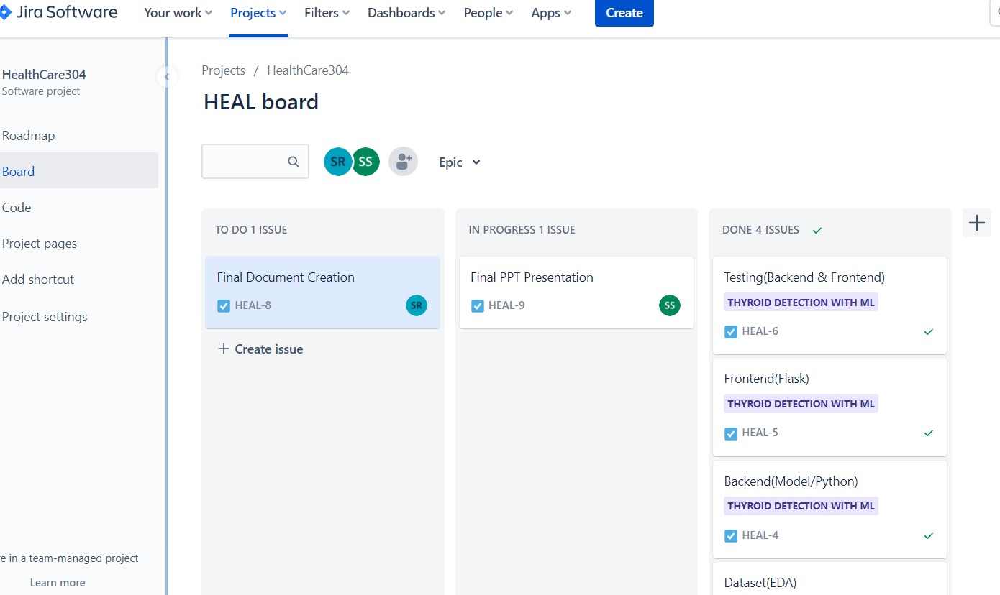 Jira Software Your work Projects Filters Dashboards People Apps Create
HealthCare304
Software project
Roadmap
Board
Code
Project pages
Add shortcut
Project settings
e in a team-managed project
Learn more
Projects / HealthCare304
HEAL board
SR SS Epic
TO DO 1 ISSUE
Final Document Creation
HEAL-8 SR
+ Create issue
IN PROGRESS 1 ISSUE
Final PPT Presentation
HEAL-9 SS
DONE 4 ISSUES
Testing(Backend & Frontend)
THYROID DETECTION WITH ML
HEAL-6
Frontend(Flask)
THYROID DETECTION WITH ML
HEAL-5
Backend(Model/Python)
THYROID DETECTION WITH ML
HEAL-4
Dataset(EDA)